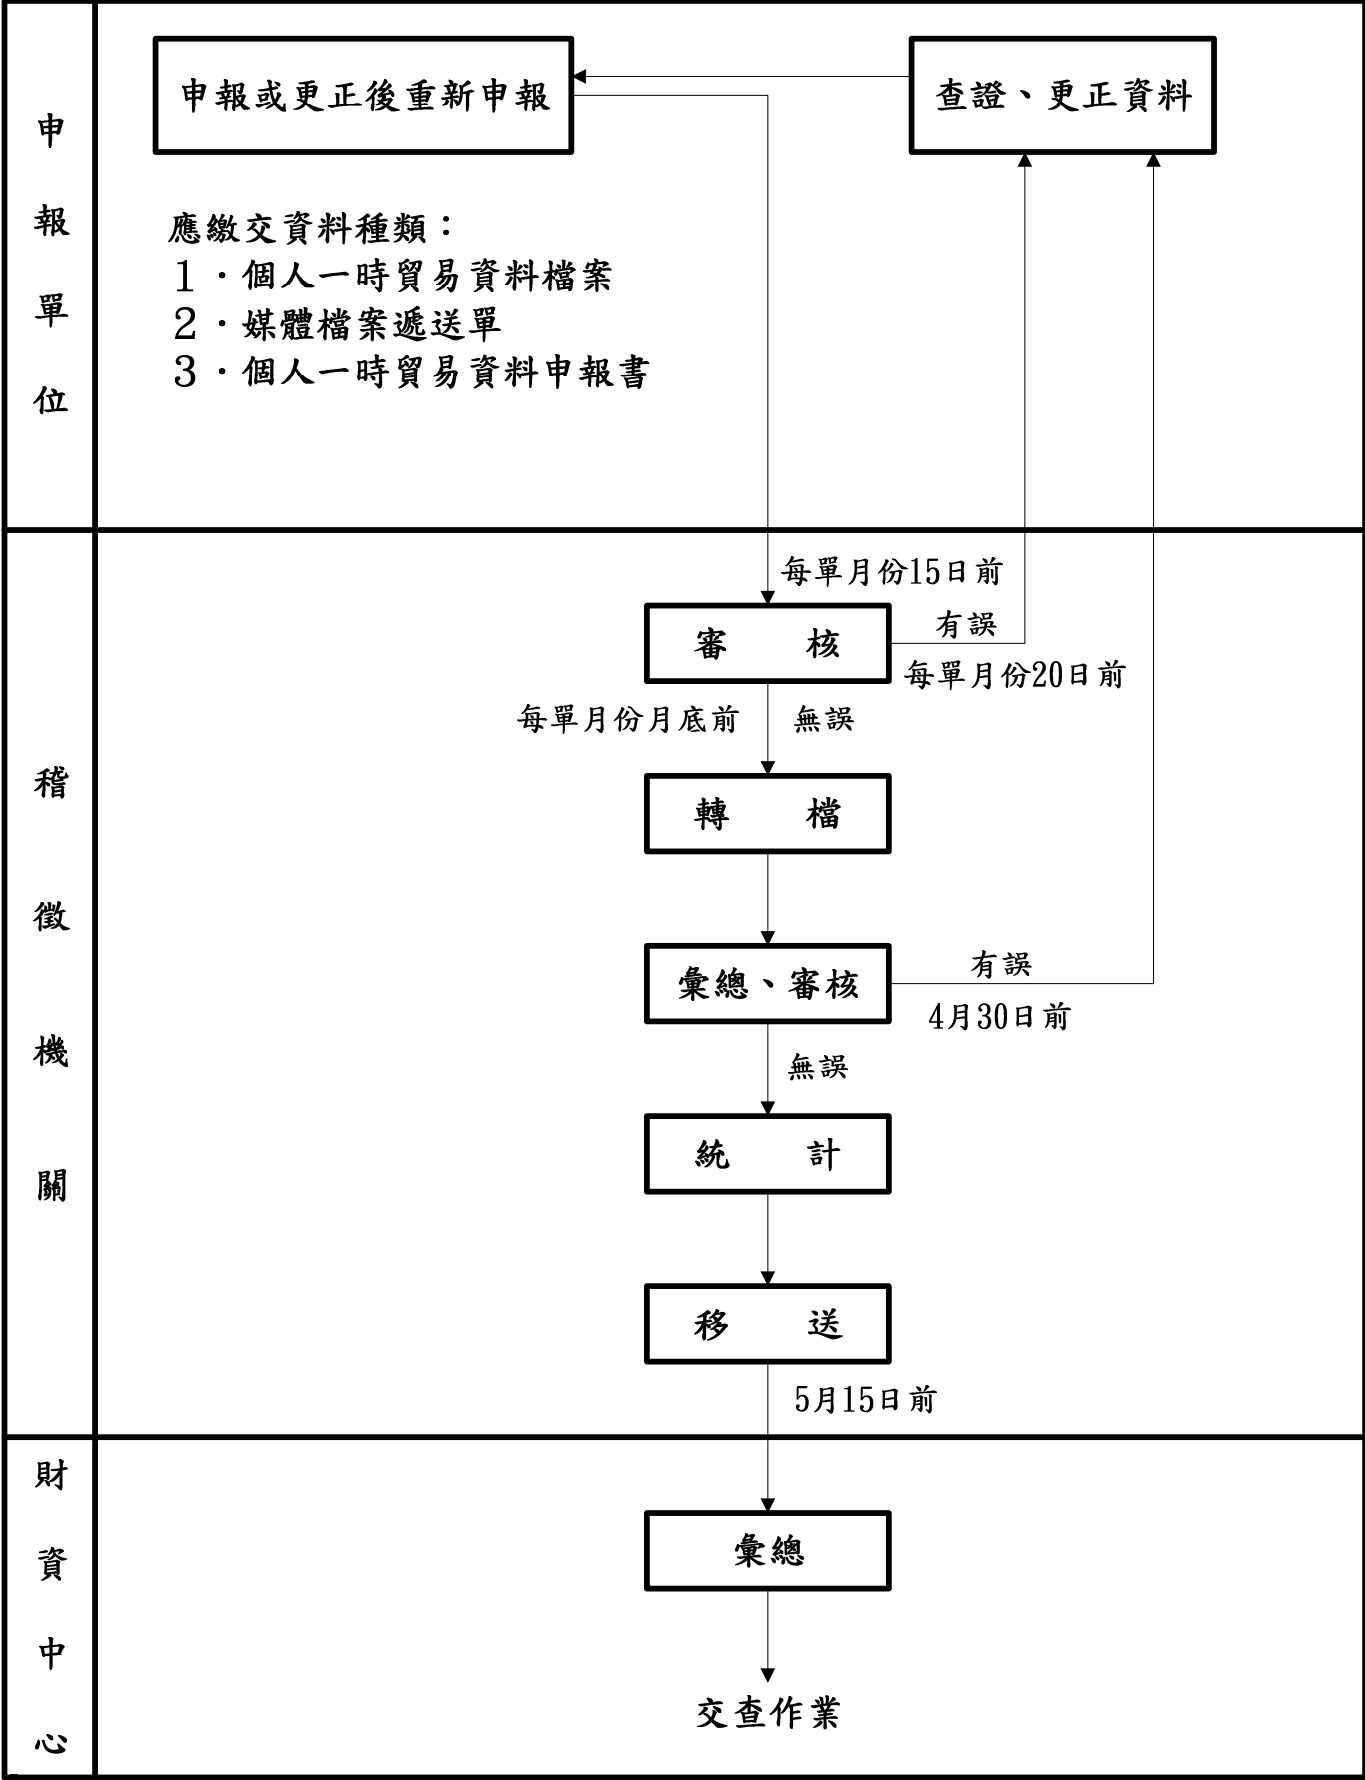 申報單位
申報或更正後重新申報
查證、更正資料
應繳交資料種類：
1．個人一時貿易資料檔案
2．媒體檔案遞送單
3．個人一時貿易資料申報書
稽徵機關
每單月份15日前
審　核
有誤
每單月份20日前
每單月份月底前
無誤
轉　檔
彙總、審核
有誤
4月30日前
無誤
統　計
移　送
5月15日前
財資中心
彙總
交查作業